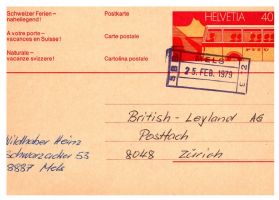 Schweizer Ferien -
naheliegend!
A votre porte -
vacances en Suisse!
Naturale -
vacanze svizzere!
Postkarte
Carte postale
Cartolina postale
HELVETIA 40
25. FEB. 1979
British-Leyland AG
Postfach
8048 Zürich
Wildhaber Heinz
Schwarzacker 53
8887 Mels